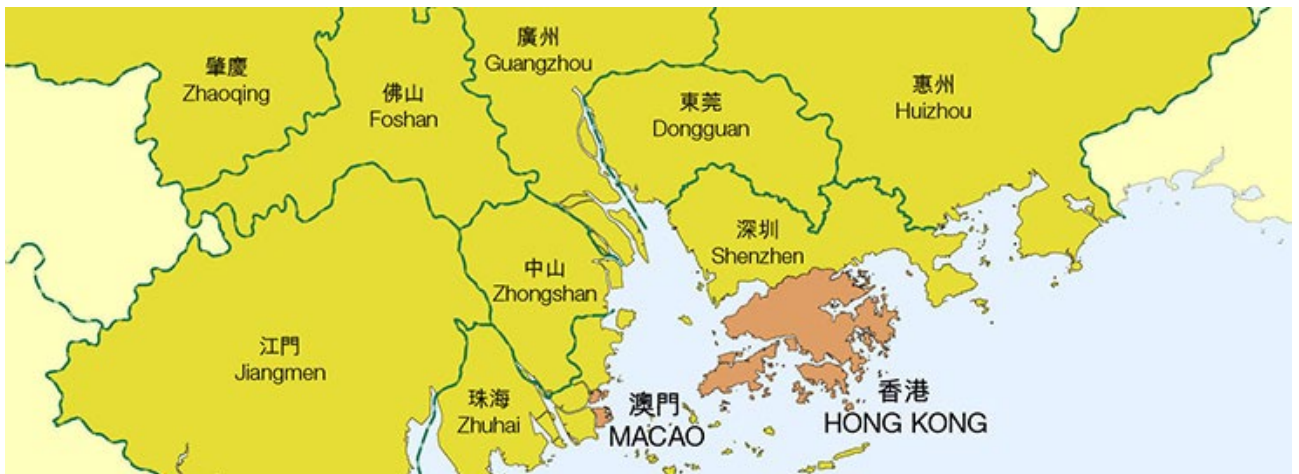 廣州
Guangzhou
肇慶
Zhaoqing
佛山
Foshan
東莞
Dongguan
惠州
Huizhou
深圳
Shenzhen
中山
Zhongshan
江門
Jiangmen
珠海
Zhuhai
澳門
MACAO
香港
HONG KONG